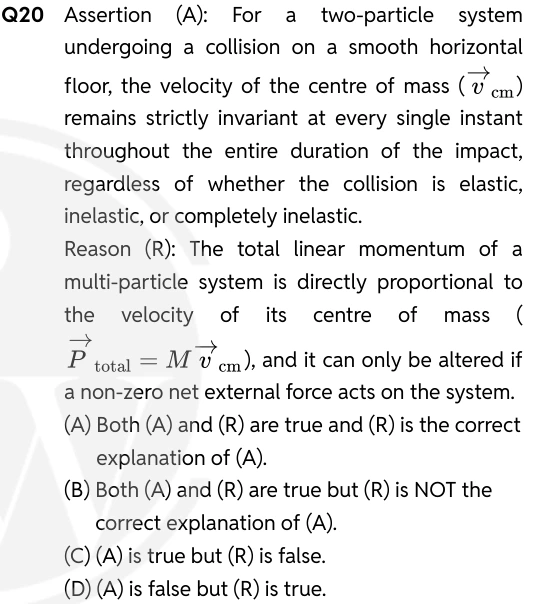 Q20 Assertion (A): For a two-particle system
undergoing a collision on a smooth horizontal
floor, the velocity of the centre of mass (\(\overrightarrow{v}_{\text{cm}}\))
remains strictly invariant at every single instant
throughout the entire duration of the impact,
regardless of whether the collision is elastic,
inelastic, or completely inelastic.
Reason (R): The total linear momentum of a
multi-particle system is directly proportional to
the velocity of its centre of mass (
\(\overrightarrow{P}_{\text{total}} = M\overrightarrow{v}_{\text{cm}}\)), and it can only be altered if
a non-zero net external force acts on the system.
(A) Both (A) and (R) are true and (R) is the correct
explanation of (A).
(B) Both (A) and (R) are true but (R) is NOT the
correct explanation of (A).
(C) (A) is true but (R) is false.
(D) (A) is false but (R) is true.